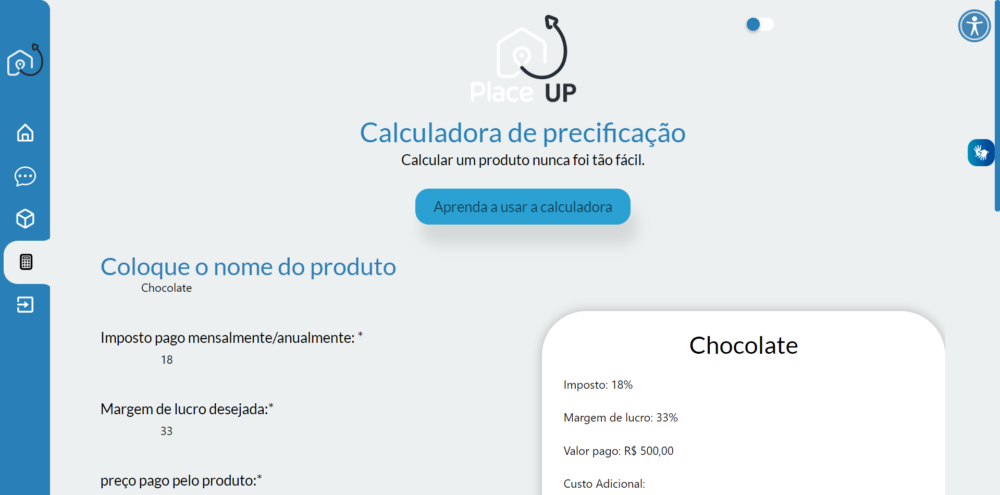 Place UP
Calculadora de precificação
Calcular um produto nunca foi tão fácil.
Aprenda a usar a calculadora
Coloque o nome do produto
Chocolate
Imposto pago mensalmente/anualmente: *
18
Margem de lucro desejada:*
33
preço pago pelo produto:*
Chocolate
Imposto: 18%
Margem de lucro: 33%
Valor pago: R$ 500,00
Custo Adicional: